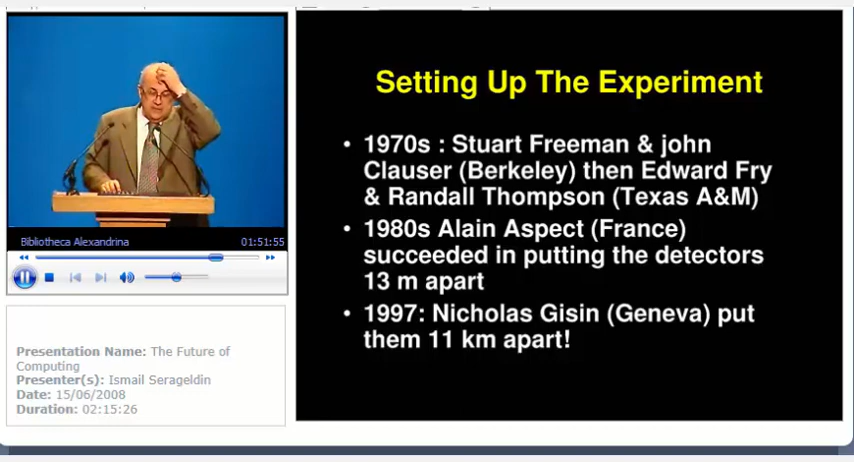 Bibliotheca Alexandrina
01:51:55
Presentation Name: The Future of
Computing
Presenter(s): Ismail Serageldin
Date: 15/06/2008
Duration: 02:15:26
Setting Up The Experiment
• 1970s : Stuart Freeman & john
Clauser (Berkeley) then Edward Fry
& Randall Thompson (Texas A&M)
• 1980s Alain Aspect (France)
succeeded in putting the detectors
13 m apart
• 1997: Nicholas Gisin (Geneva) put
them 11 km apart!